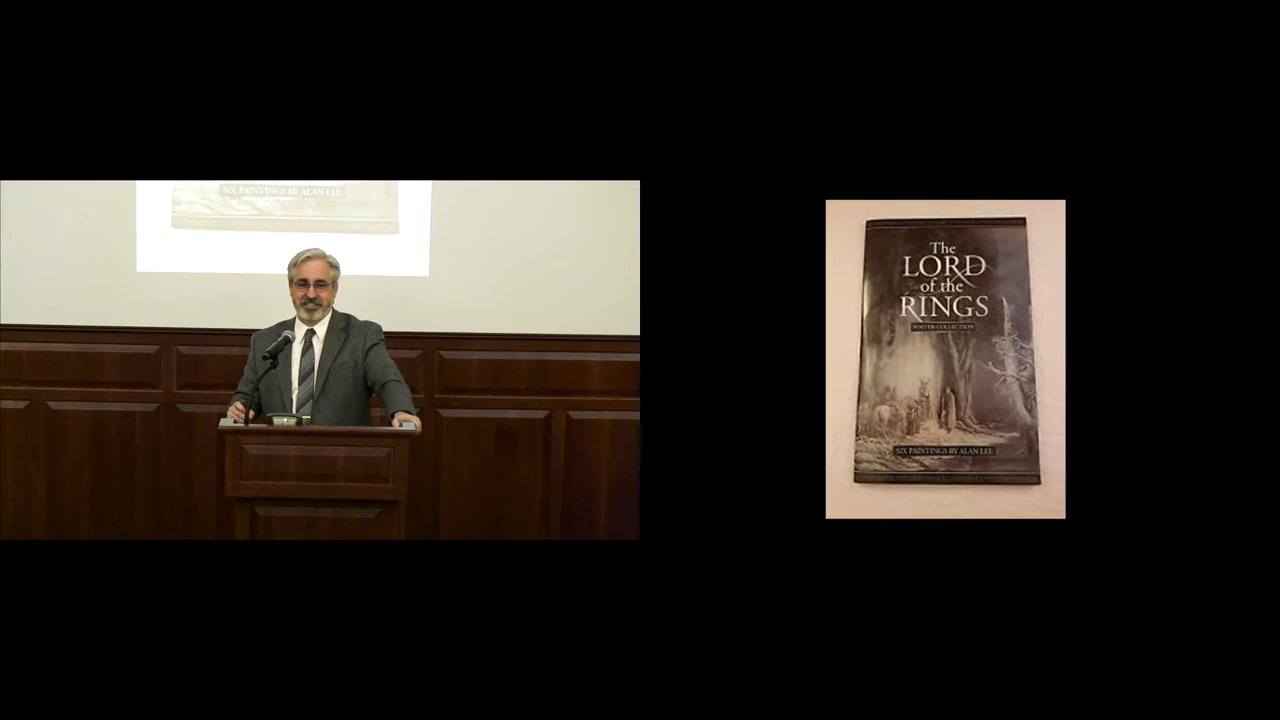 SIX PAINTINGS BY ALAN LEE
The
LORD
of the
RINGS
POSTER COLLECTION
SIX PAINTINGS BY ALAN LEE